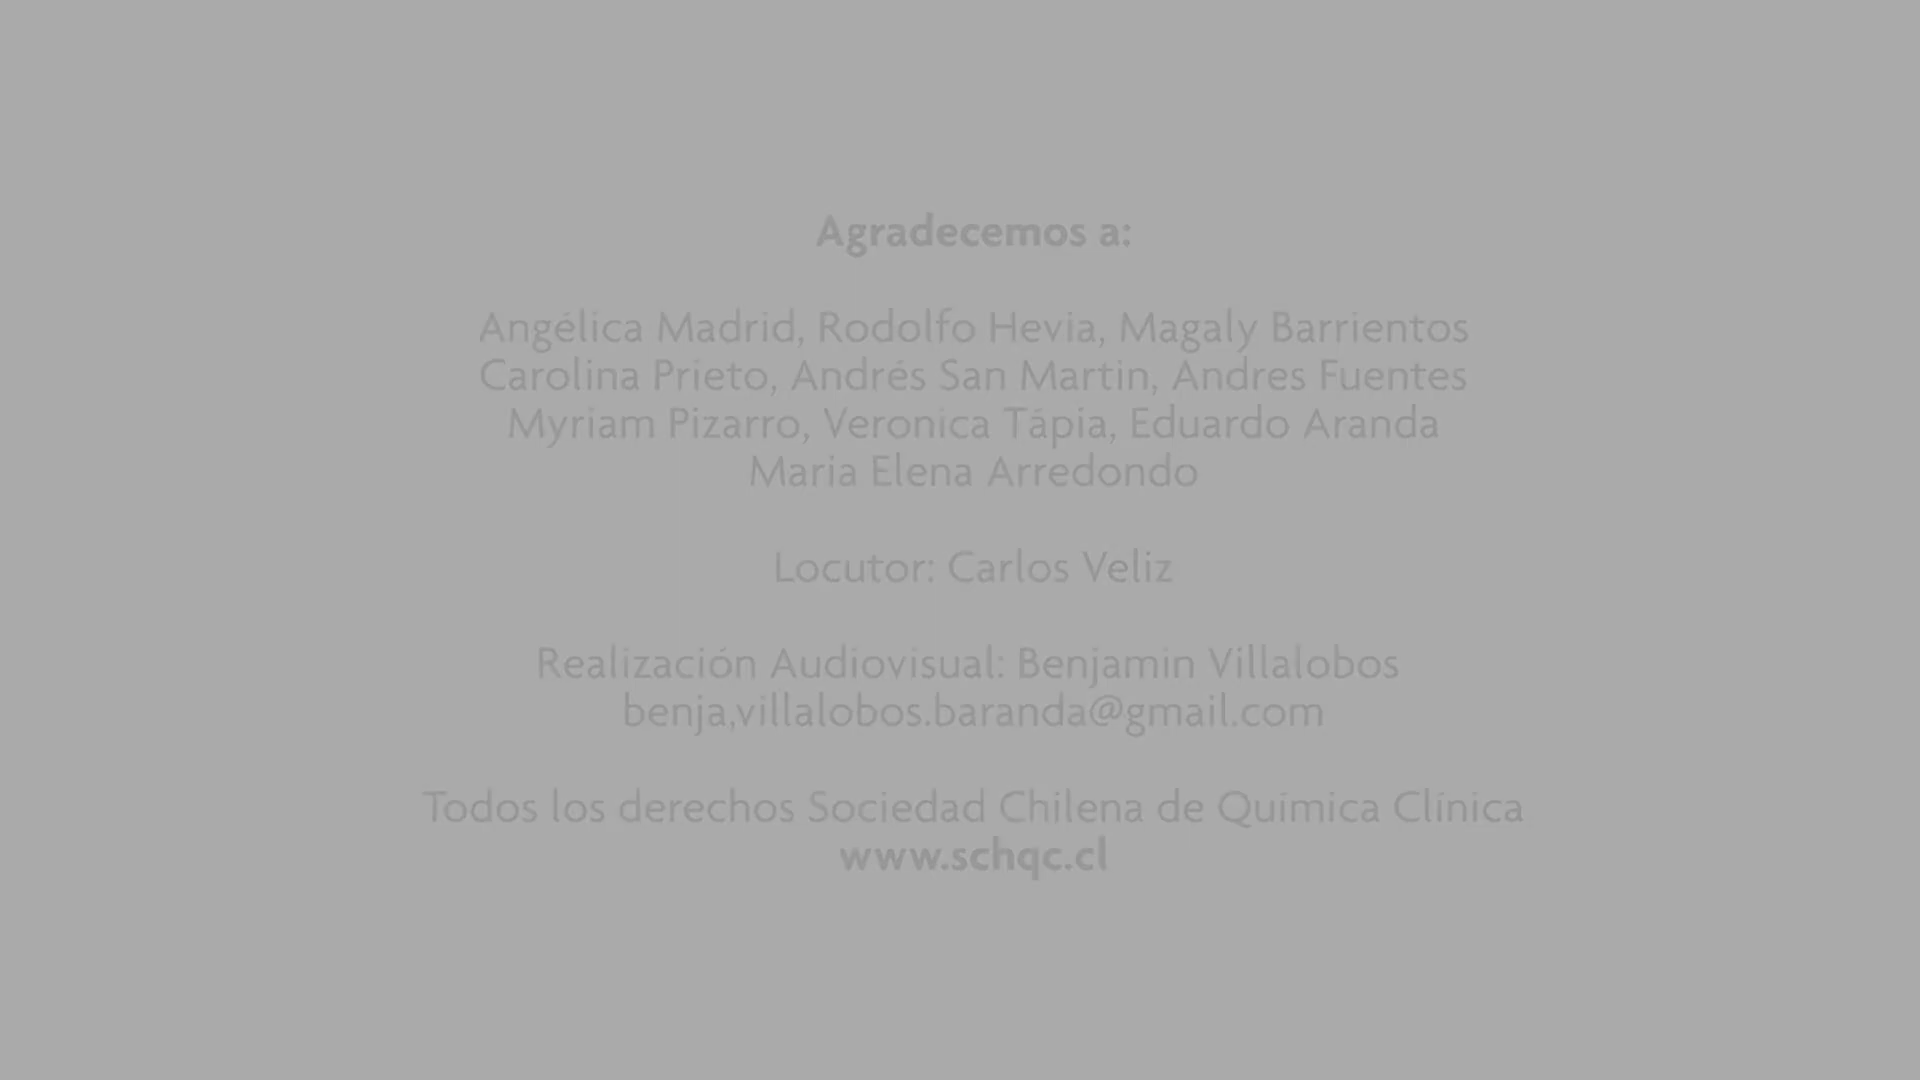 Agradecemos a:
Angélica Madrid, Rodolfo Hevia, Magaly Barrientos
Carolina Prieto, Andrés San Martin, Andres Fuentes
Myriam Pizarro, Veronica Tápia, Eduardo Aranda
Maria Elena Arredondo
Locutor: Carlos Veliz
Realización Audiovisual: Benjamin Villalobos
benja,villalobos.baranda@gmail.com
Todos los derechos Sociedad Chilena de Química Clínica
www.schqc.cl